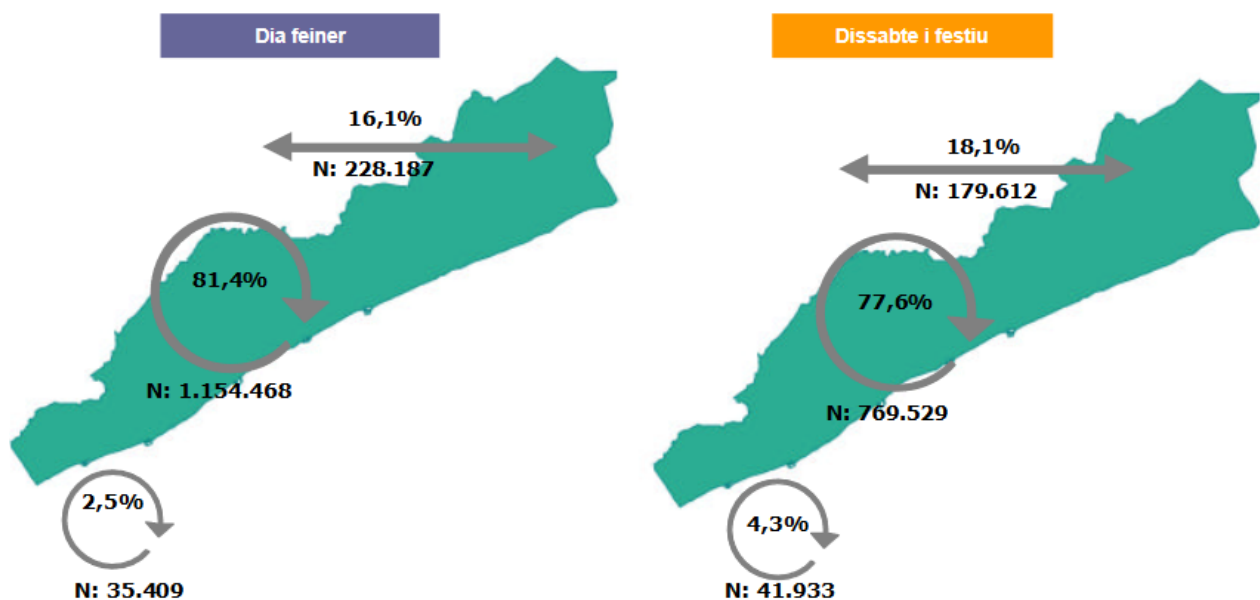 Dia feiner
16,1%
N: 228.187
81,4%
N: 1.154.468
2,5%
N: 35.409
Dissabte i festiu
18,1%
N: 179.612
77,6%
N: 769.529
4,3%
N: 41.933